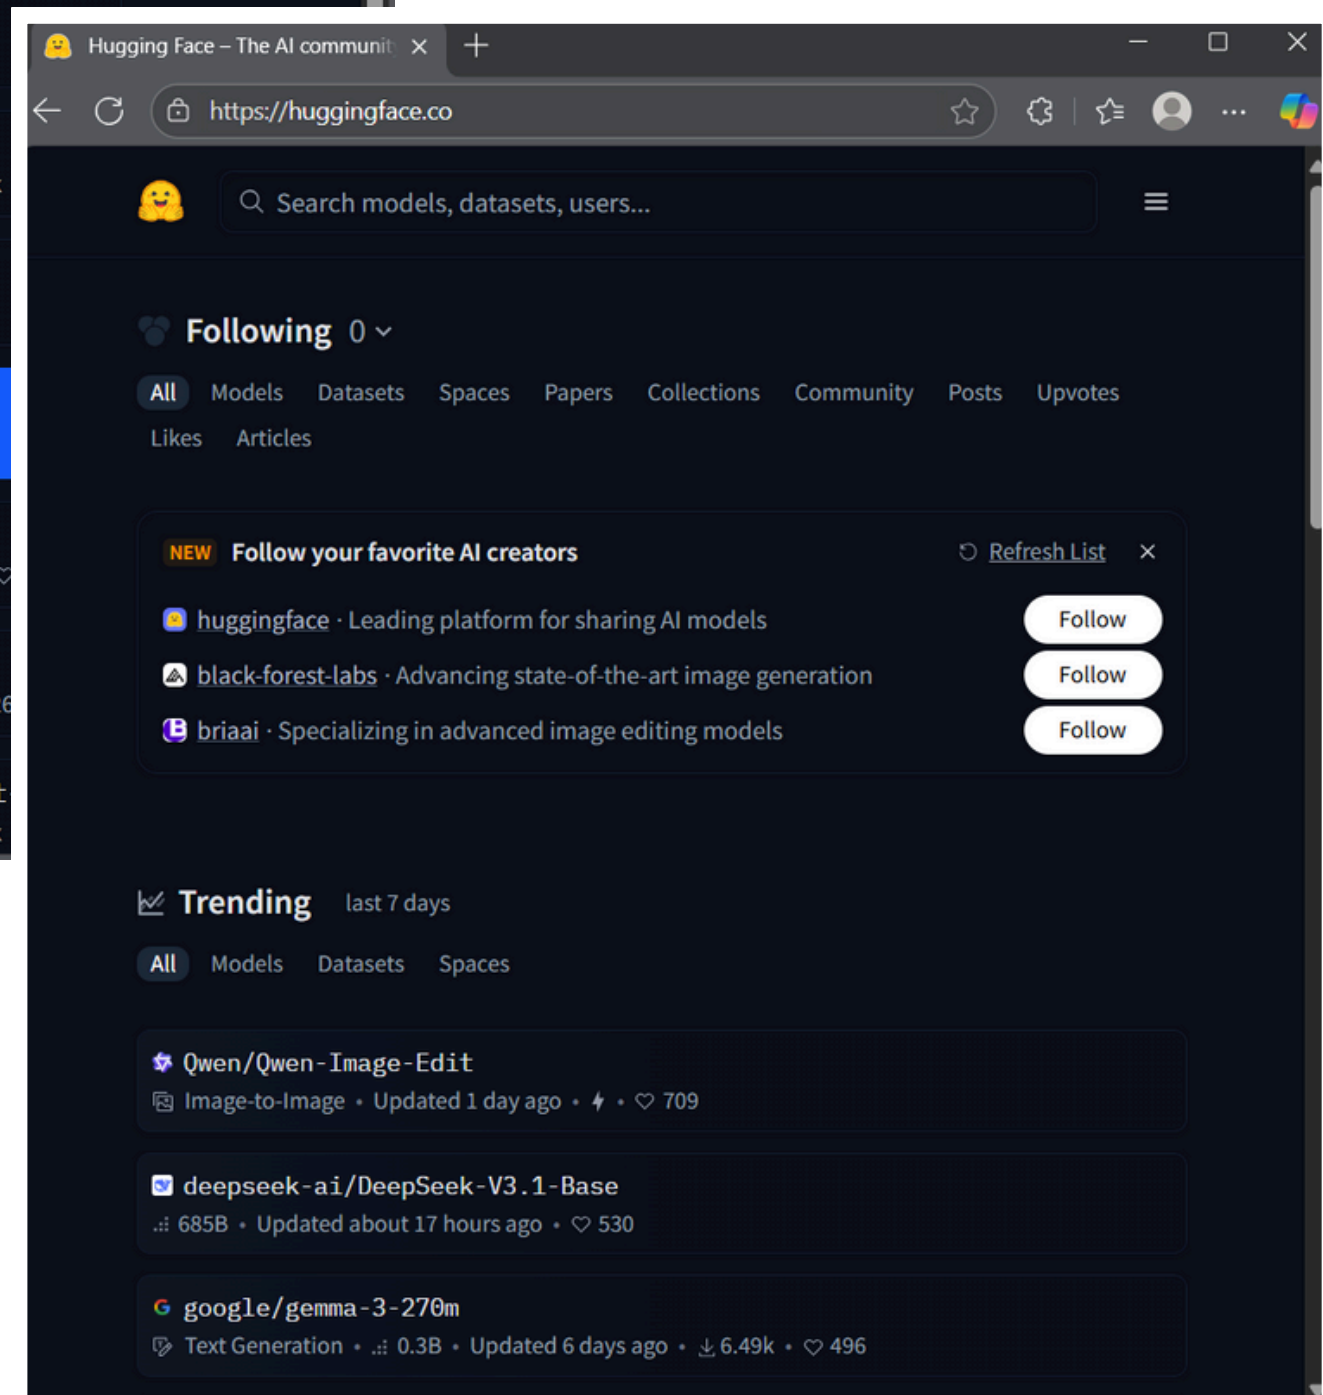 Hugging Face – The AI communit
https://huggingface.co
Search models, datasets, users...
Following 0
All Models Datasets Spaces Papers Collections Community Posts Upvotes
Likes Articles
NEW Follow your favorite AI creators Refresh List
huggingface · Leading platform for sharing AI models Follow
black-forest-labs · Advancing state-of-the-art image generation Follow
briaai · Specializing in advanced image editing models Follow
Trending last 7 days
All Models Datasets Spaces
Qwen/Qwen-Image-Edit
Image-to-Image • Updated 1 day ago • • 709
deepseek-ai/DeepSeek-V3.1-Base
685B • Updated about 17 hours ago • 530
google/gemma-3-270m
Text Generation • 0.3B • Updated 6 days ago • 6.49k • 496